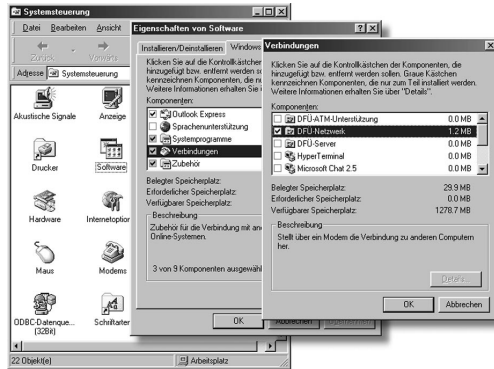 Systemsteuerung
Datei Bearbeiten Ansicht
Zurück Vorwärts
Adresse Systemsteuerung
Akustische Signale Anzeige
Drucker Software
Hardware Internetoption
Maus Modems
ODBC-Datenque... (32Bit) Schriftarten
22 Objekt(e) Arbeitsplatz
Eigenschaften von Software
Installieren/Deinstallieren Windows
Klicken Sie auf die Kontrollkästche
hinzugefügt bzw. entfernt werden so
kennzeichnen Komponenten, die nu
Weitere Informationen erhalten Sie ü
Komponenten:
Outlook Express
Sprachenunterstützung
Systemprogramme
Verbindungen
Zubehör
Belegter Speicherplatz:
Erforderlicher Speicherplatz:
Verfügbarer Speicherplatz:
Beschreibung
Zubehör für die Verbindung mit and
Online-Systemen.
3 von 9 Komponenten ausgewähl
OK Abbrechen
Verbindungen
Klicken Sie auf die Kontrollkästchen der Komponenten, die
hinzugefügt bzw. entfernt werden sollen. Graue Kästchen
kennzeichnen Komponenten, die nur zum Teil installiert werden.
Weitere Informationen erhalten Sie über "Details".
Komponenten:
DFÜ-ATM-Unterstützung 0.0 MB
DFÜ-Netzwerk 1.2 MB
DFÜ-Server 0.0 MB
HyperTerminal 0.0 MB
Microsoft Chat 2.5 0.0 MB
Belegter Speicherplatz: 29.9 MB
Erforderlicher Speicherplatz: 0.0 MB
Verfügbarer Speicherplatz: 1278.7 MB
Beschreibung
Stellt über ein Modem die Verbindung zu anderen Computern
her.
Details...
OK Abbrechen